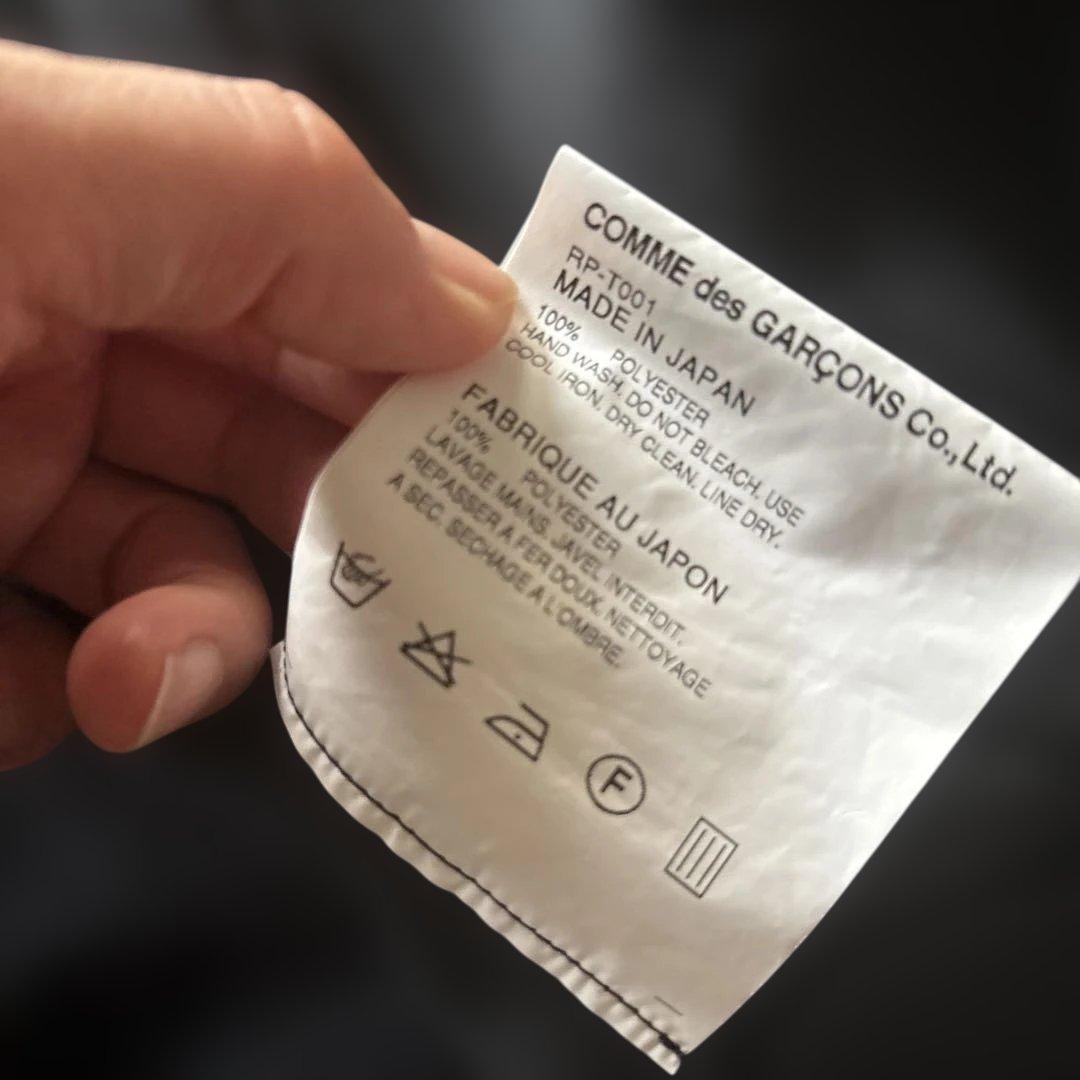 COMME des GARÇONS Co., Ltd.
RP-T001
MADE IN JAPAN
100% POLYESTER
HAND WASH. DO NOT BLEACH. USE
COOL IRON. DRY CLEAN. LINE DRY.
FABRIQUE AU JAPON
100% POLYESTER
LAVAGE MAINS. JAVEL INTERDIT.
REPASSER A FER DOUX. NETTOYAGE
A SEC. SECHAGE A L'OMBRE.
F